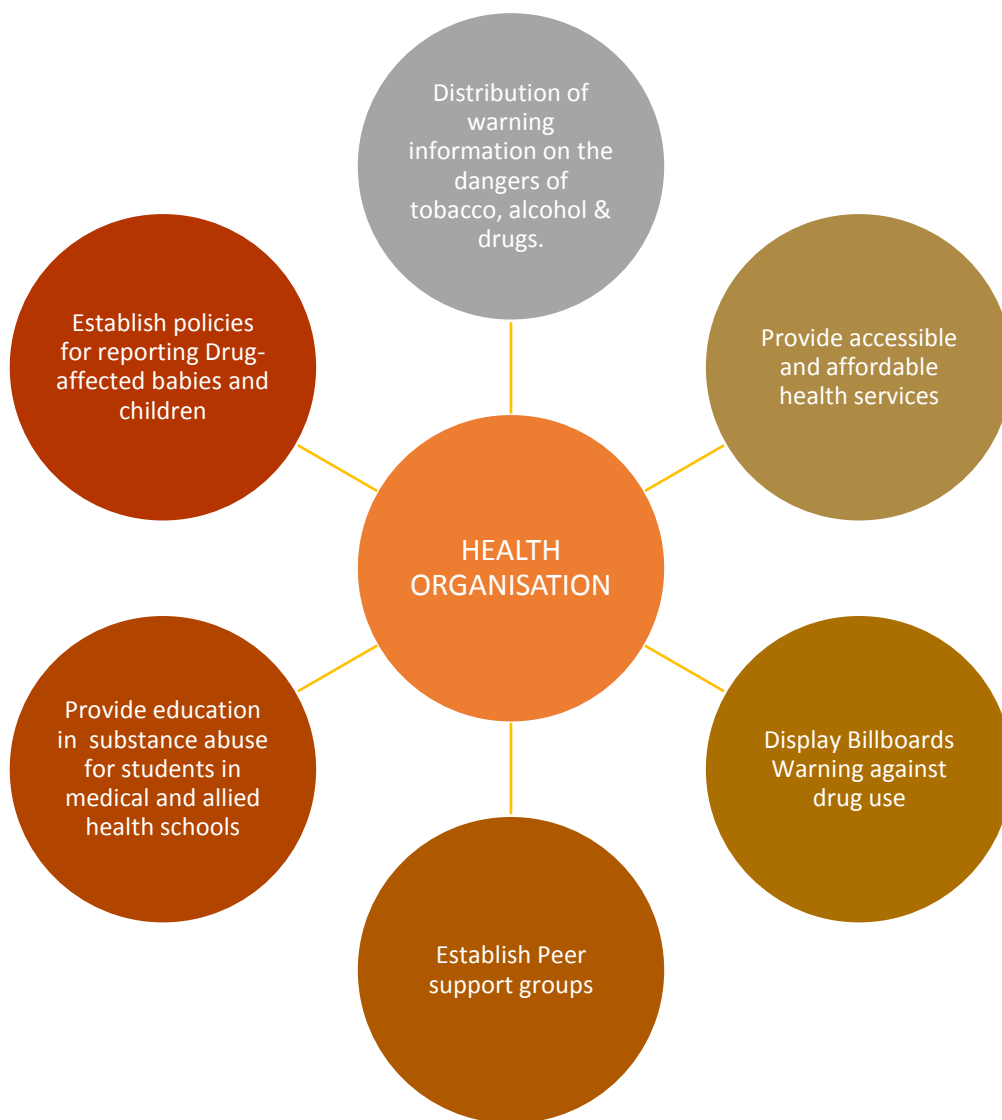 Distribution of
warning
information on the
dangers of
tobacco, alcohol &
drugs.
Establish policies
for reporting Drug-
affected babies and
children
Provide accessible
and affordable
health services
HEALTH
ORGANISATION
Provide education
in  substance abuse
for students in
medical and allied
health schools
Display Billboards
Warning against
drug use
Establish Peer
support groups